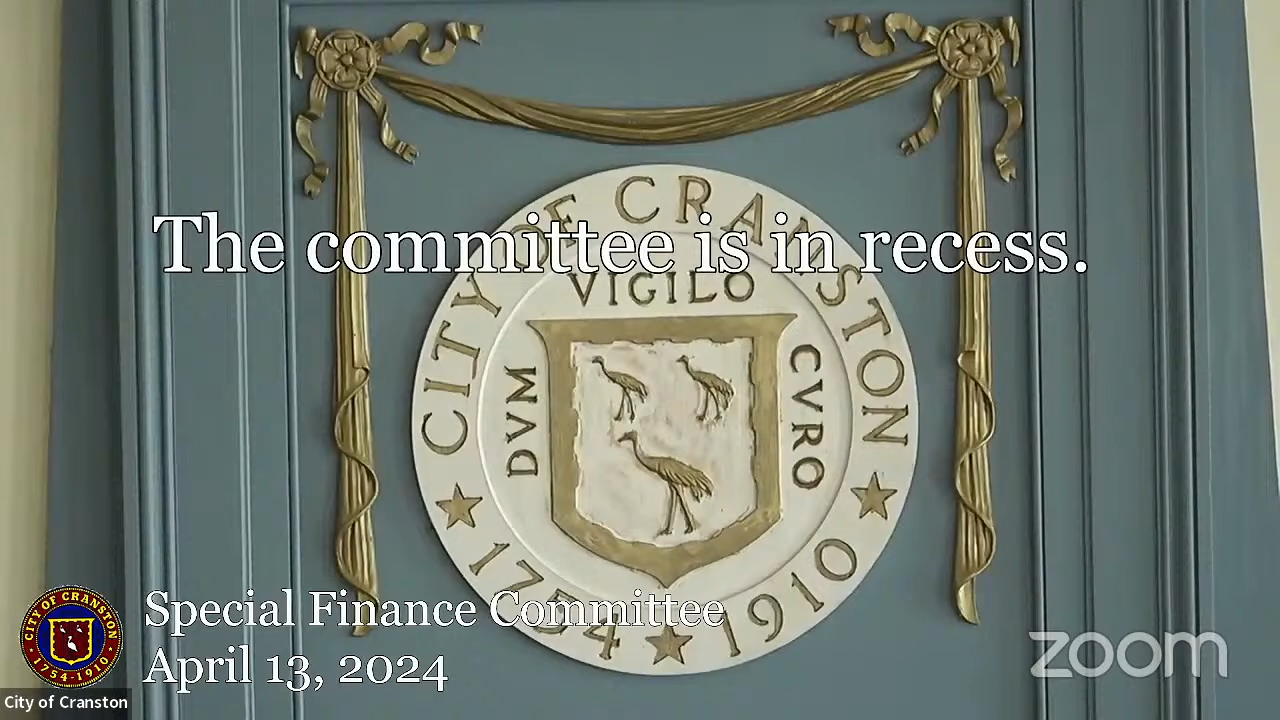 CITY OF CRANSTON
The committee is in recess.
VIGILO
DVM
CVRO
1754 1910
CITY OF CRANSTON
1754-1910
Special Finance Committee
April 13, 2024
zoom
City of Cranston